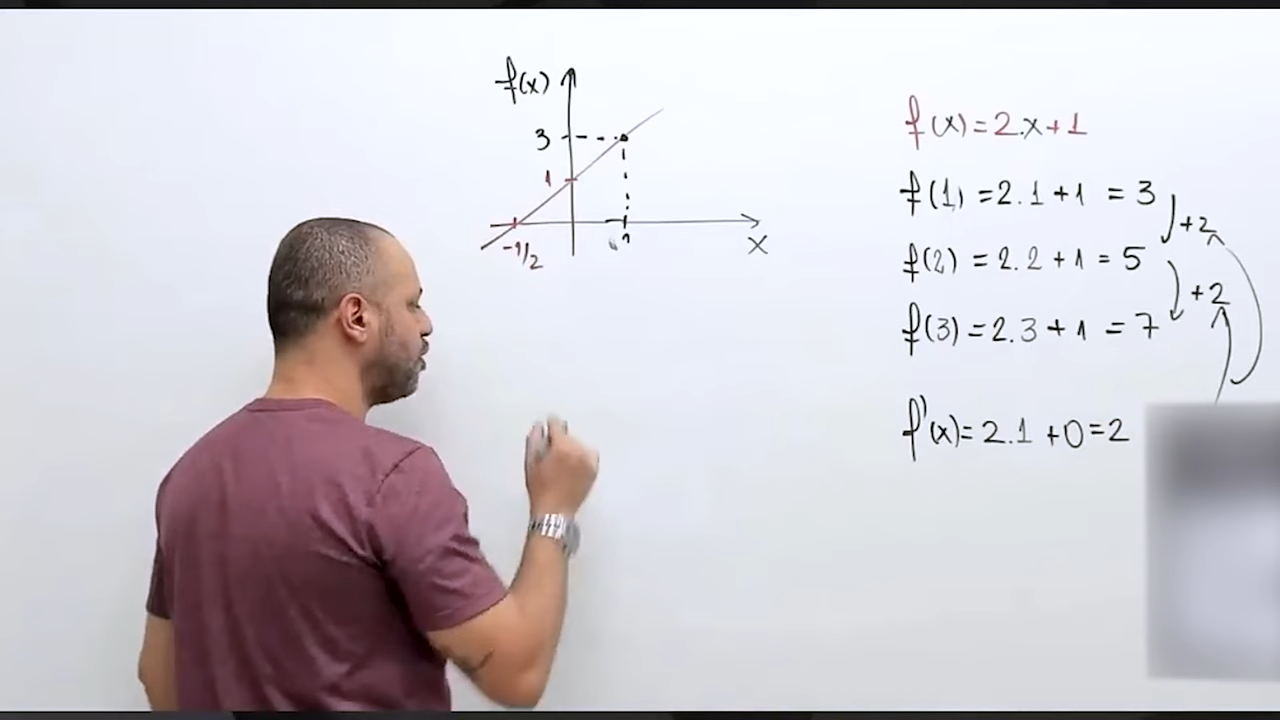 f(x)
3
1
-1/2
1
x
f(x)=2.x+1
f(1)=2.1+1=3
+2
f(2)=2.2+1=5
+2
f(3)=2.3+1=7
f'(x)=2.1+0=2